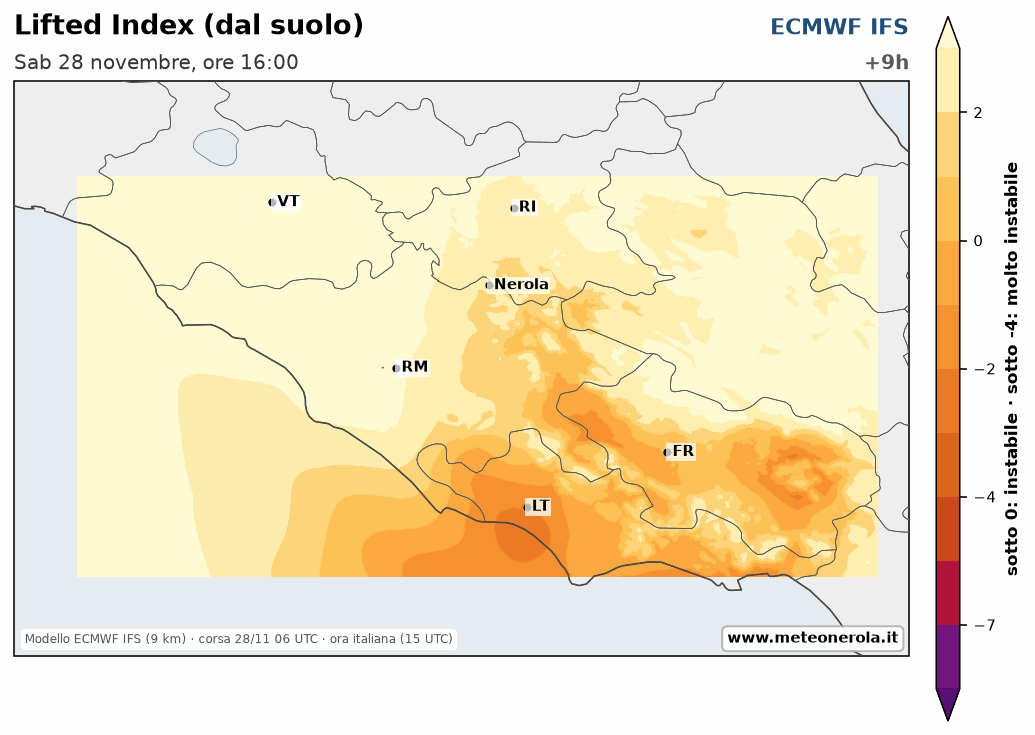 Lifted Index (dal suolo)
ECMWF IFS
Sab 28 novembre, ore 16:00
+9h
VT
RI
Nerola
RM
FR
LT
2
0
−2
−4
−7
sotto 0: instabile · sotto -4: molto instabile
Modello ECMWF IFS (9 km) · corsa 28/11 06 UTC · ora italiana (15 UTC)
www.meteonerola.it